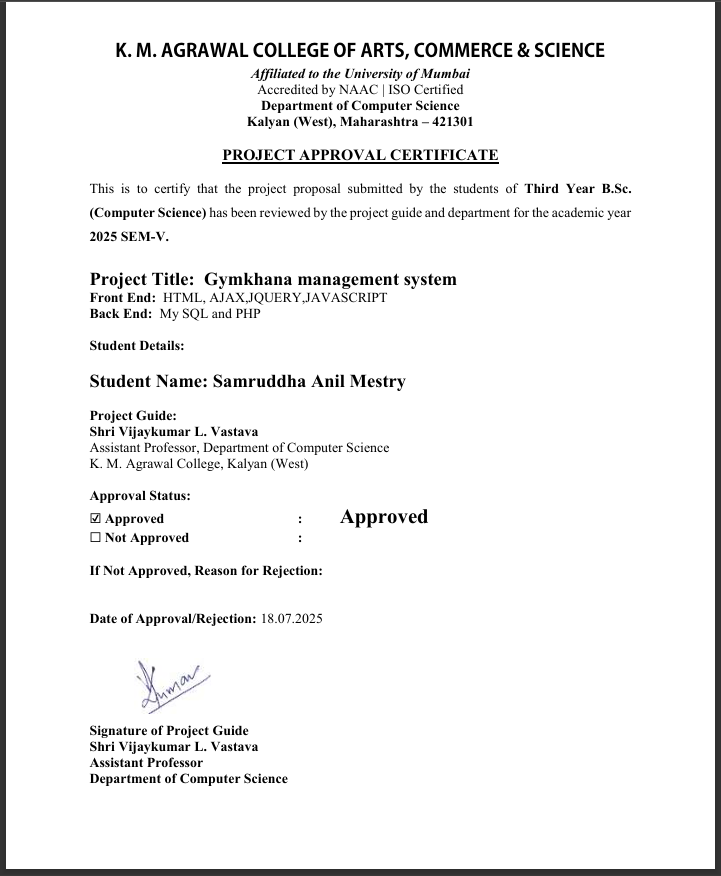 K. M. AGRAWAL COLLEGE OF ARTS, COMMERCE & SCIENCE
Affiliated to the University of Mumbai
Accredited by NAAC | ISO Certified
Department of Computer Science
Kalyan (West), Maharashtra – 421301
PROJECT APPROVAL CERTIFICATE
This is to certify that the project proposal submitted by the students of Third Year B.Sc.
(Computer Science) has been reviewed by the project guide and department for the academic year
2025 SEM-V.
Project Title: Gymkhana management system
Front End: HTML, AJAX,JQUERY,JAVASCRIPT
Back End: My SQL and PHP
Student Details:
Student Name: Samruddha Anil Mestry
Project Guide:
Shri Vijaykumar L. Vastava
Assistant Professor, Department of Computer Science
K. M. Agrawal College, Kalyan (West)
Approval Status:
☑ Approved : Approved
☐ Not Approved :
If Not Approved, Reason for Rejection:
Date of Approval/Rejection: 18.07.2025
Signature of Project Guide
Shri Vijaykumar L. Vastava
Assistant Professor
Department of Computer Science